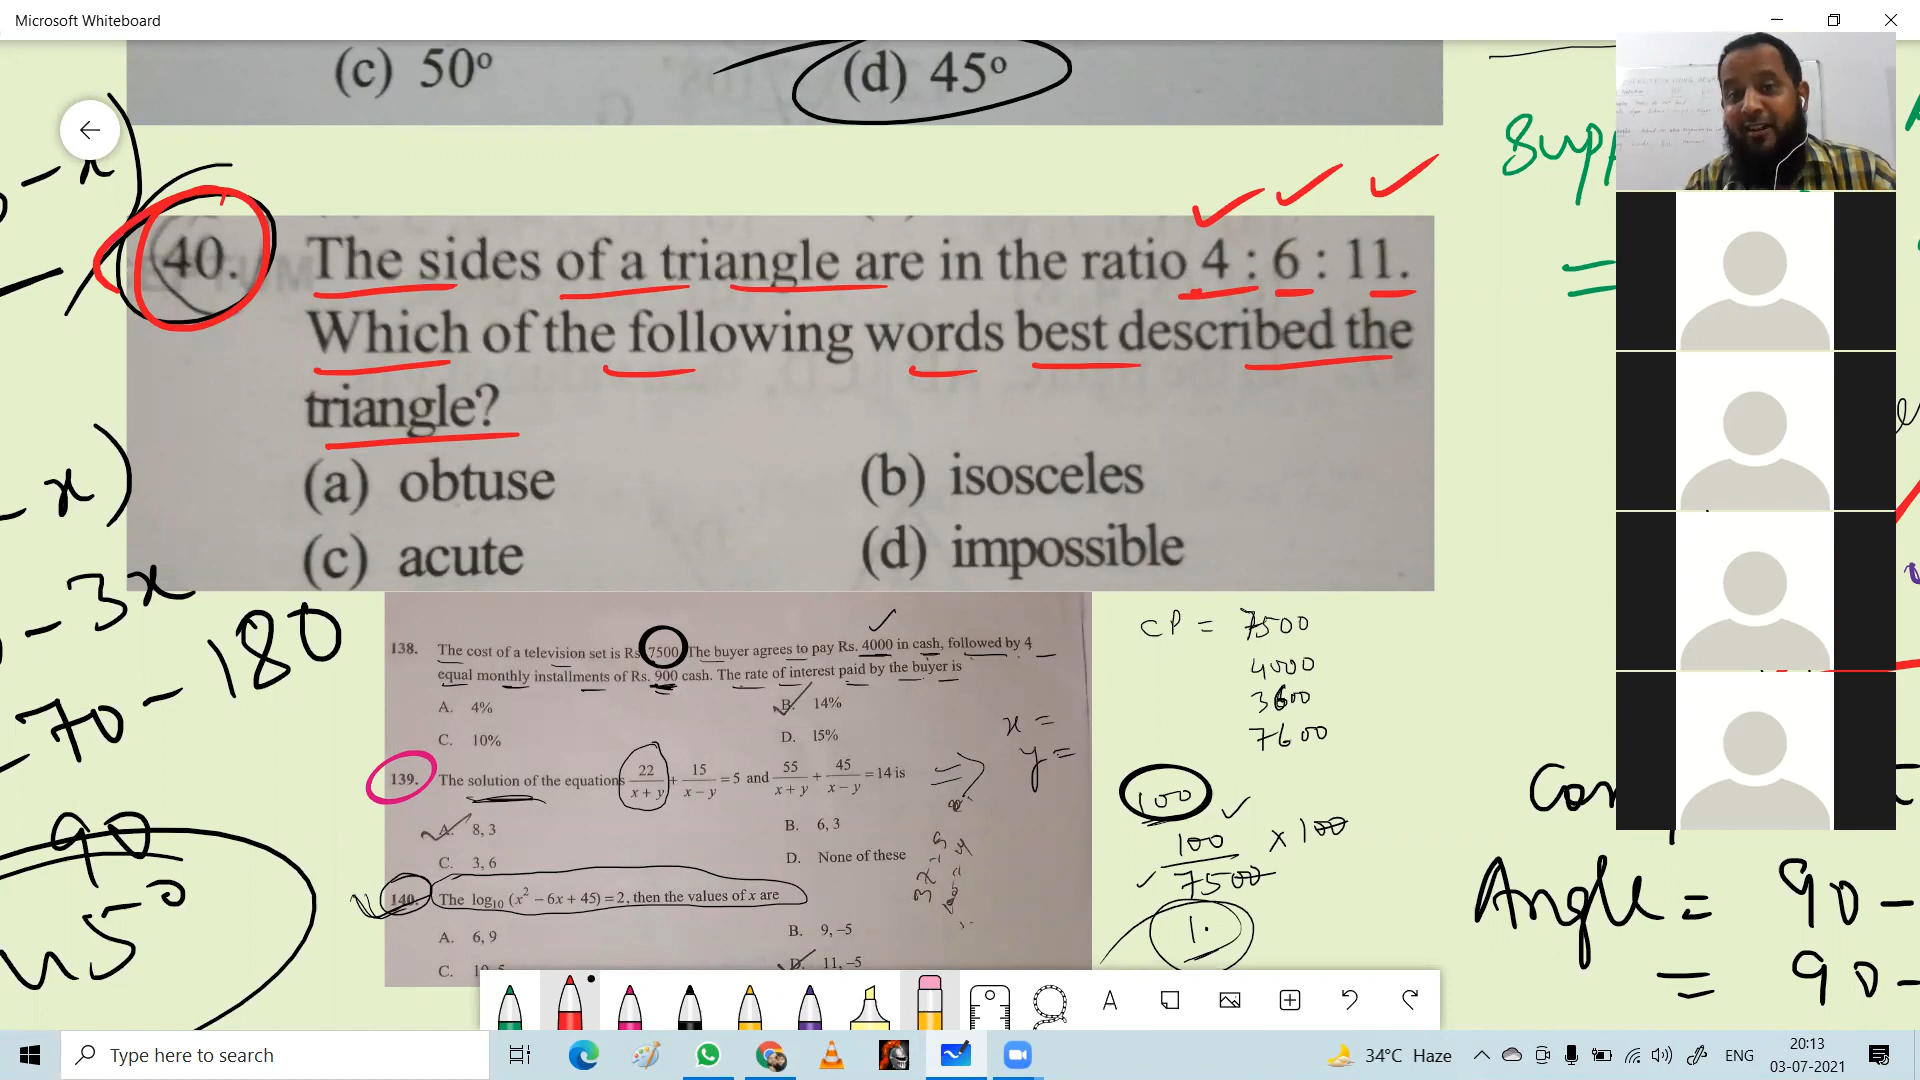 Microsoft Whiteboard
(c) 50°
(d) 45°
Supp
40. The sides of a triangle are in the ratio 4 : 6 : 11.
Which of the following words best described the
triangle?
(a) obtuse
(b) isosceles
(c) acute
(d) impossible
- x)
- 3x
- 180
- 70
90
45°
138. The cost of a television set is Rs. 7500. The buyer agrees to pay Rs. 4000 in cash, followed by 4
equal monthly installments of Rs. 900 cash. The rate of interest paid by the buyer is
A. 4%
B. 14%
C. 10%
D. 15%
139. The solution of the equations 22/(x + y) + 15/(x − y) = 5 and 55/(x + y) + 45/(x − y) = 14 is
A. 8, 3
B. 6, 3
C. 3, 6
D. None of these
140. The log₁₀ (x² − 6x + 45) = 2, then the values of x are
A. 6, 9
B. 9, −5
C.
D. 11, −5
x =
y =
CP = 7500
4000
3600
7600
100
100
7500
x 100
1.
Angle = 90 -
= 90 -
Type here to search
34°C Haze
ENG
20:13
03-07-2021